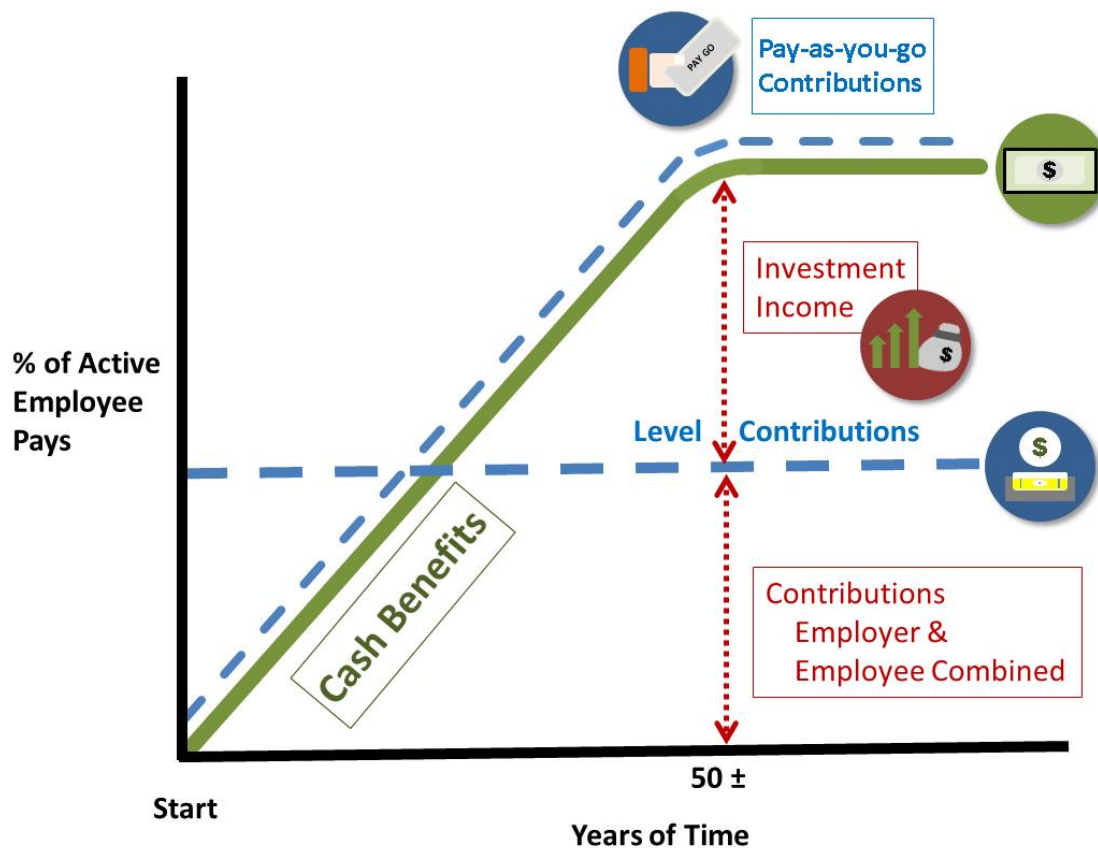 PAY GO
Pay-as-you-go
Contributions
$
Investment
Income
$
% of Active
Employee
Pays
Level Contributions
$
Cash Benefits
Contributions
Employer &
Employee Combined
50 ±
Start
Years of Time